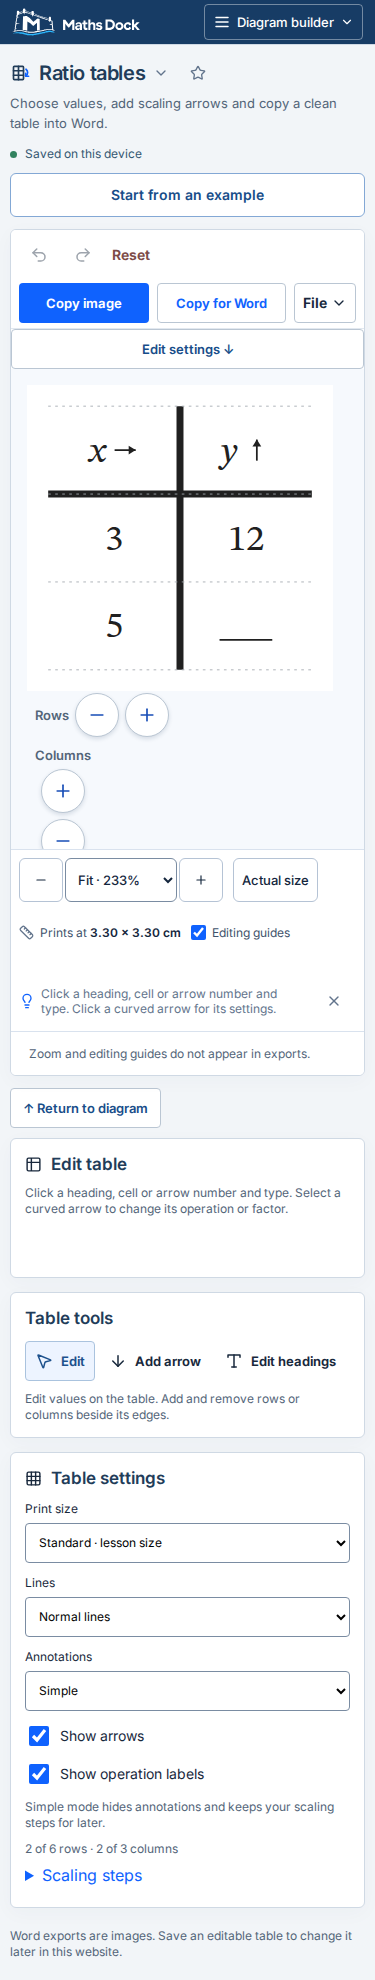 Maths Dock
Diagram builder
Ratio tables
Choose values, add scaling arrows and copy a clean
table into Word.
Saved on this device
Start from an example
Reset
Copy image
Copy for Word
File
Edit settings ↓
x → y ↑
3 12
5 __
Rows − +
Columns
+
−
− Fit · 233% + Actual size
Prints at 3.30 × 3.30 cm Editing guides
Click a heading, cell or arrow number and
type. Click a curved arrow for its settings.
Zoom and editing guides do not appear in exports.
↑ Return to diagram
Edit table
Click a heading, cell or arrow number and type. Select a
curved arrow to change its operation or factor.
Table tools
Edit Add arrow Edit headings
Edit values on the table. Add and remove rows or
columns beside its edges.
Table settings
Print size
Standard · lesson size
Lines
Normal lines
Annotations
Simple
Show arrows
Show operation labels
Simple mode hides annotations and keeps your scaling
steps for later.
2 of 6 rows · 2 of 3 columns
Scaling steps
Word exports are images. Save an editable table to change it
later in this website.